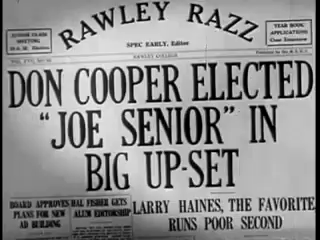 RAWLEY RAZZ
SPEC EARLY, Editor
JUNIOR CLASS
MEETING
YEAR BOOK
APPLICATIONS
RAWLEY COLLEGE
DON COOPER ELECTED
"JOE SENIOR" IN
BIG UP-SET
BOARD APPROVES
PLANS FOR NEW
AD BUILDING
HAL FISHER GETS
ALUM EDITORSHIP
LARRY HAINES, THE FAVORITE
RUNS POOR SECOND